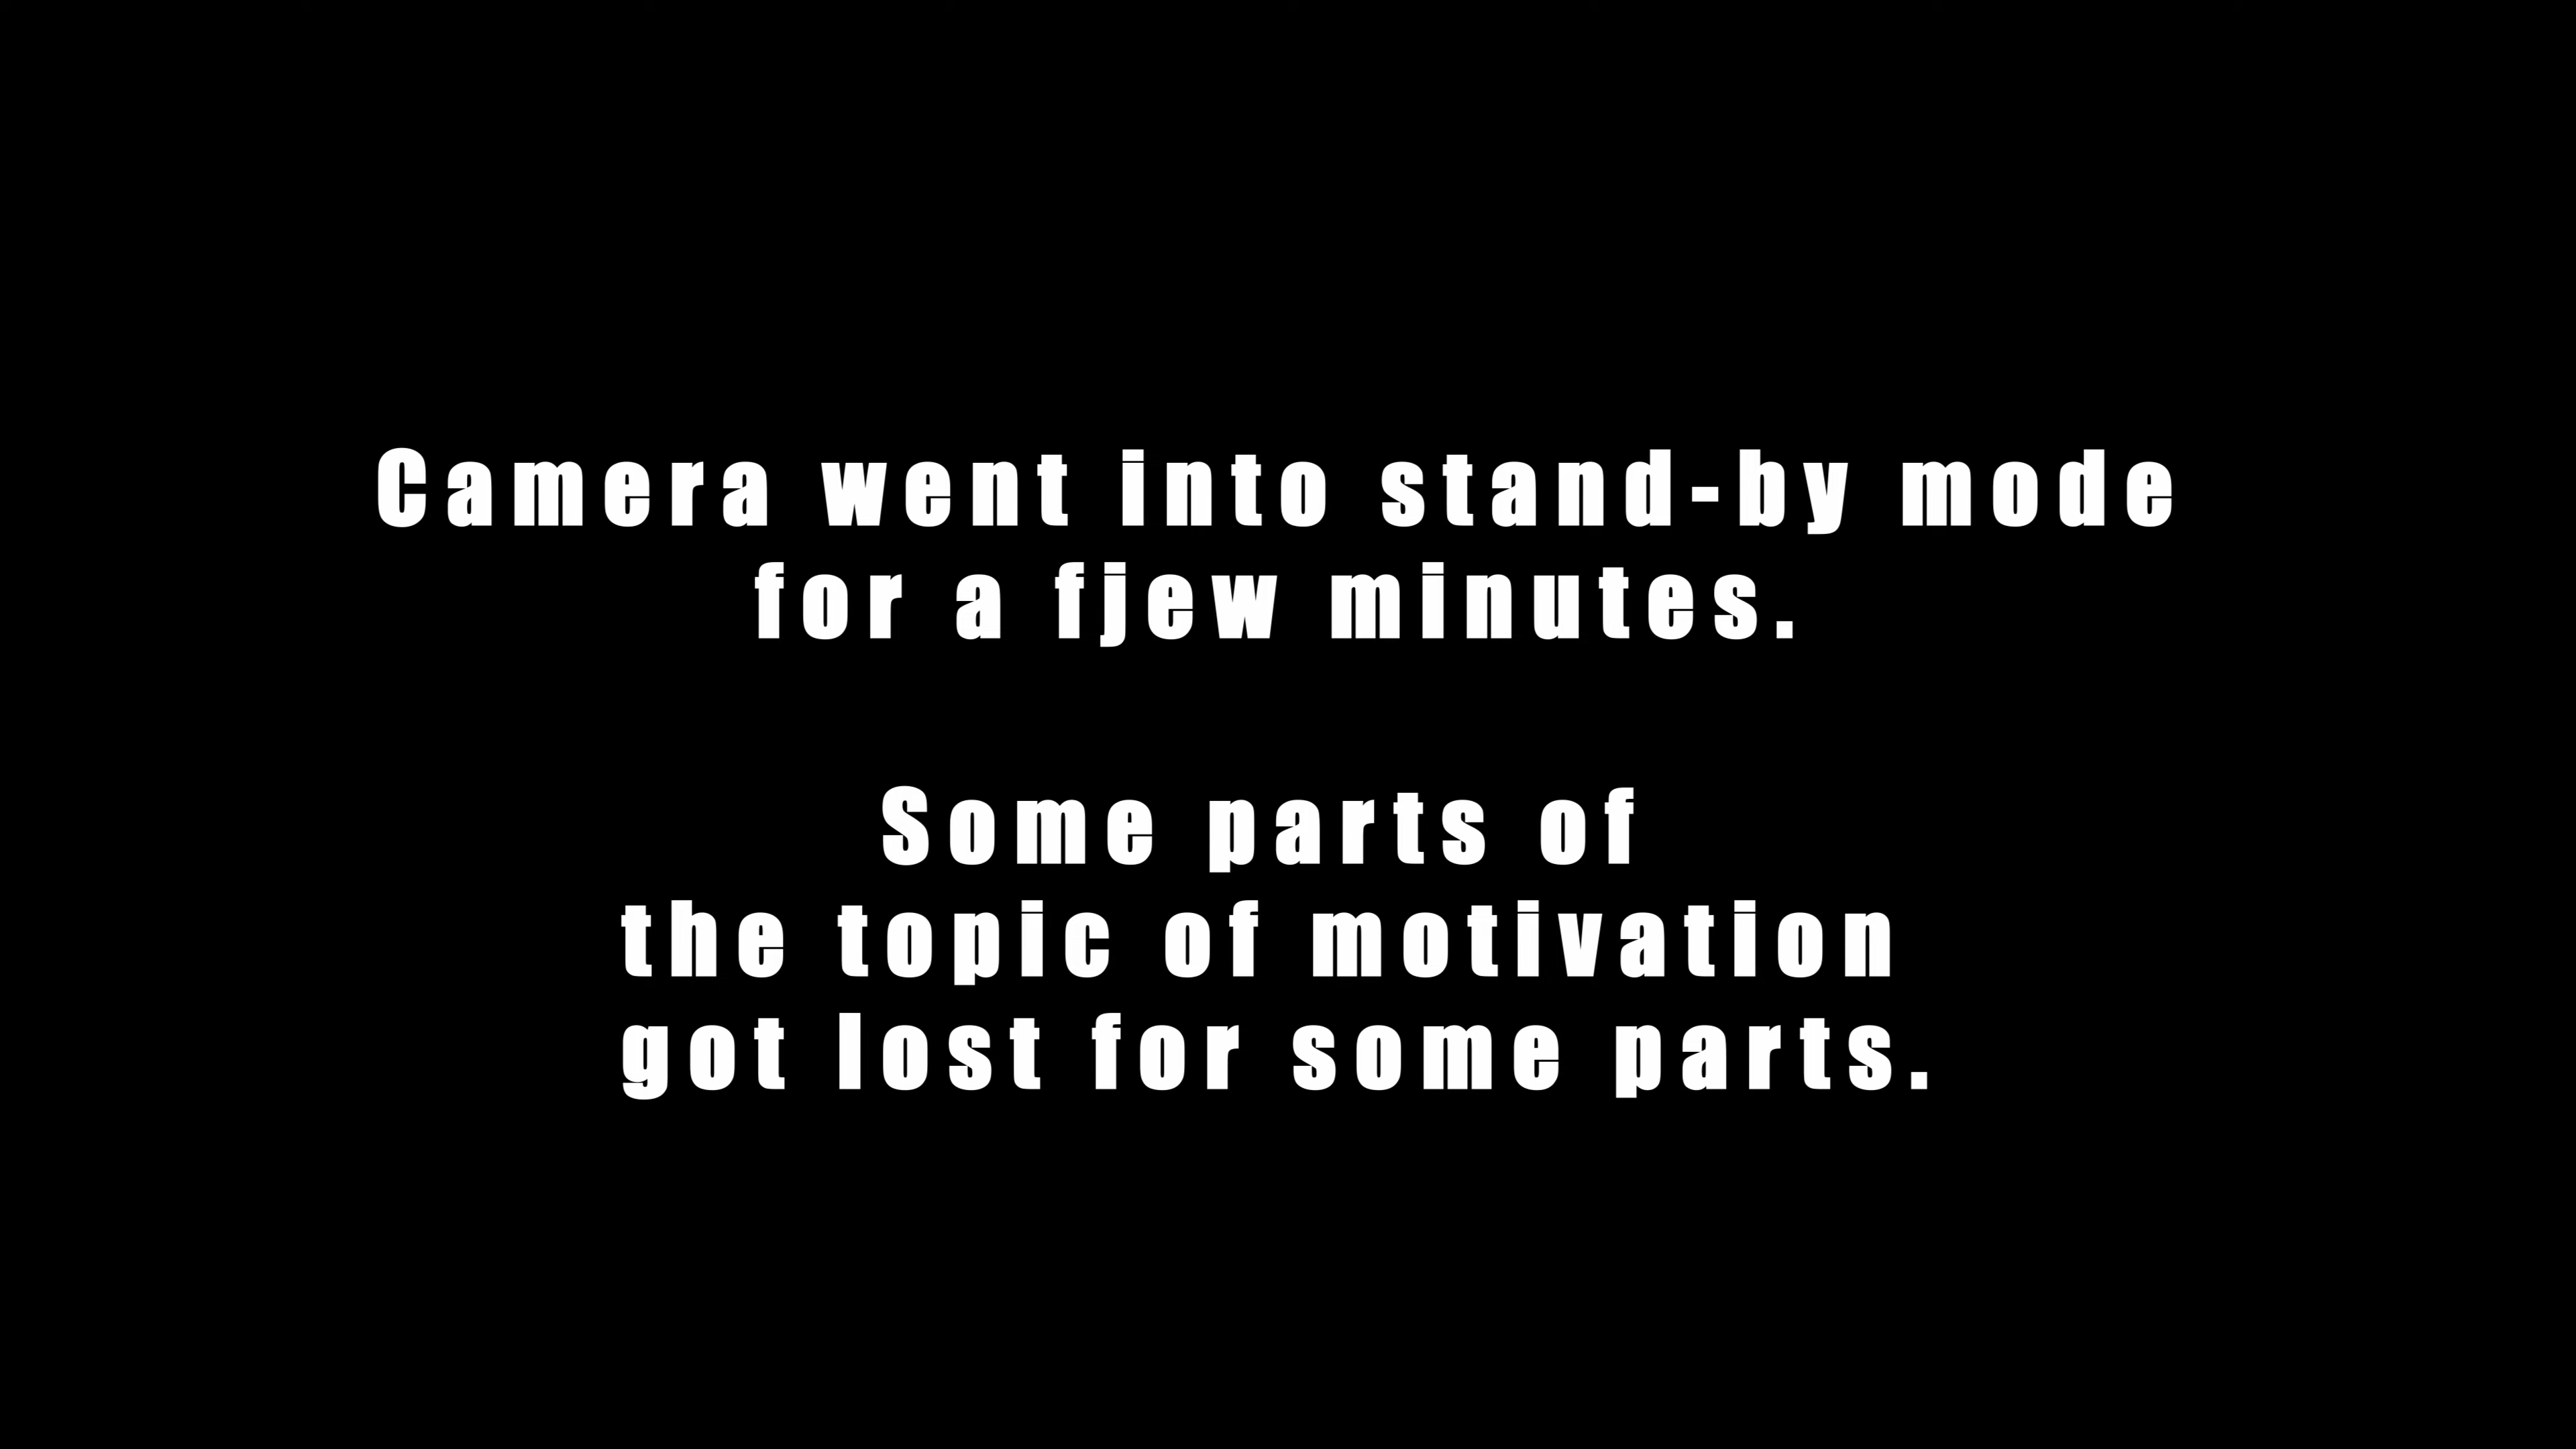 Camera went into stand-by mode
for a fjew minutes.
Some parts of
the topic of motivation
got lost for some parts.